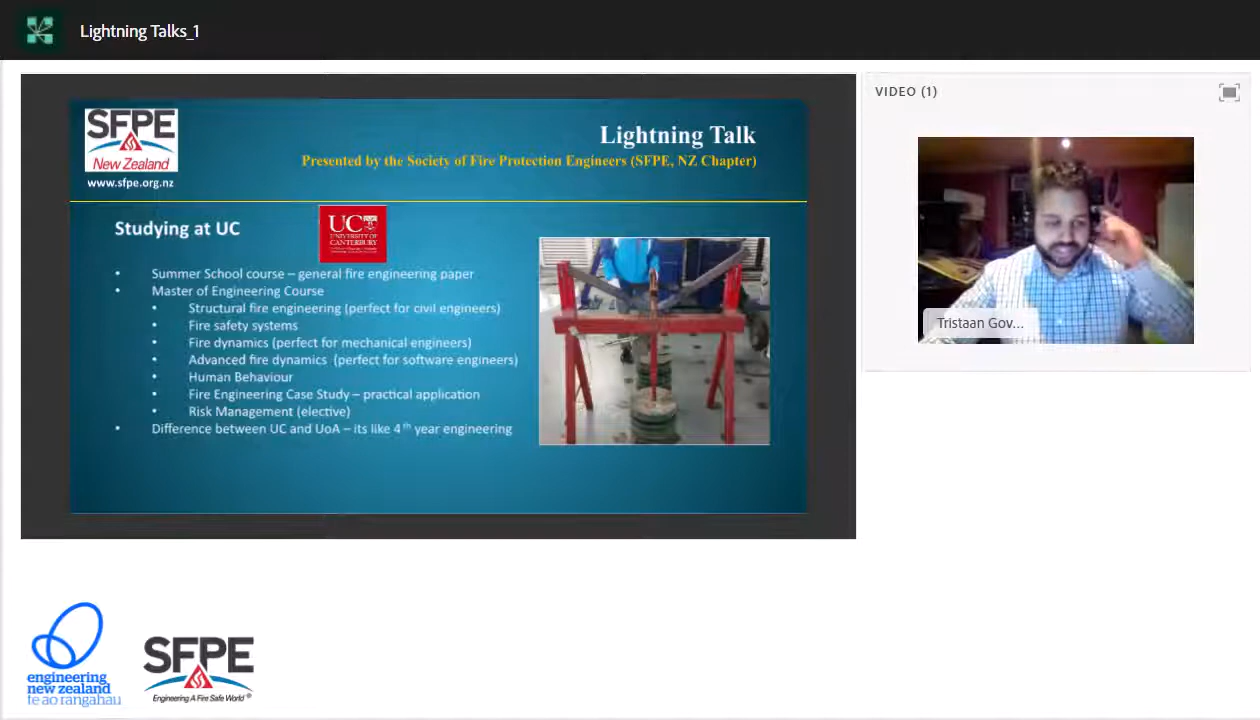 Lightning Talks_1
SFPE
New Zealand
www.sfpe.org.nz
Lightning Talk
Presented by the Society of Fire Protection Engineers (SFPE, NZ Chapter)
Studying at UC
UC
UNIVERSITY OF
CANTERBURY
• Summer School course – general fire engineering paper
• Master of Engineering Course
• Structural fire engineering (perfect for civil engineers)
• Fire safety systems
• Fire dynamics (perfect for mechanical engineers)
• Advanced fire dynamics (perfect for software engineers)
• Human Behaviour
• Fire Engineering Case Study – practical application
• Risk Management (elective)
• Difference between UC and UoA – its like 4th year engineering
VIDEO (1)
Tristaan Gov...
engineering
new zealand
te ao rangahau
SFPE
Engineering A Fire Safe World®